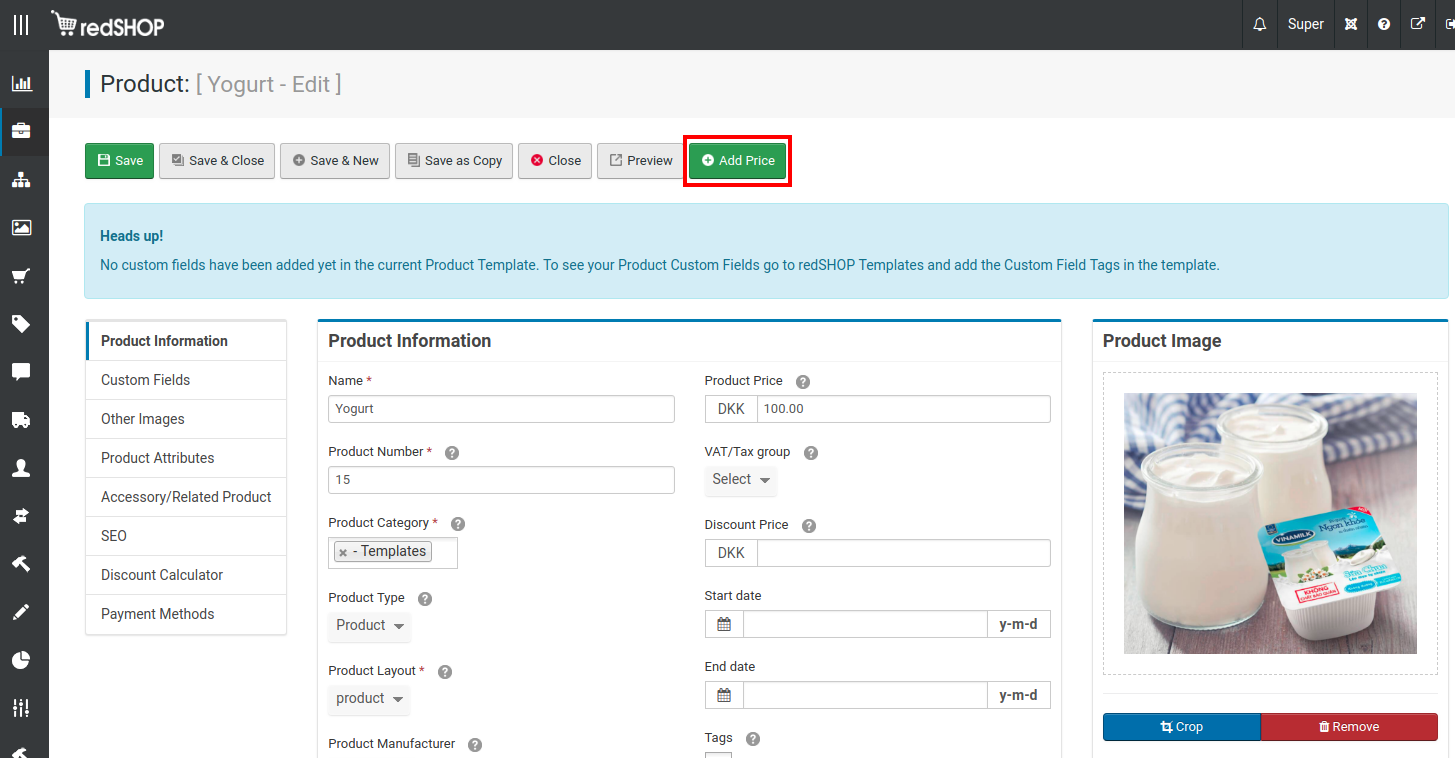 redSHOP
Super
Product: [ Yogurt - Edit ]
Save
Save & Close
Save & New
Save as Copy
Close
Preview
Add Price
Heads up!
No custom fields have been added yet in the current Product Template. To see your Product Custom Fields go to redSHOP Templates and add the Custom Field Tags in the template.
Product Information
Custom Fields
Other Images
Product Attributes
Accessory/Related Product
SEO
Discount Calculator
Payment Methods
Product Information
Name *
Yogurt
Product Number *
15
Product Category *
- Templates
Product Type
Product
Product Layout *
product
Product Manufacturer
Product Price
DKK 100.00
VAT/Tax group
Select
Discount Price
DKK
Start date
y-m-d
End date
y-m-d
Tags
Product Image
VINAMILK
Ngon khỏe
Sữa Chua
KHÔNG
Crop
Remove